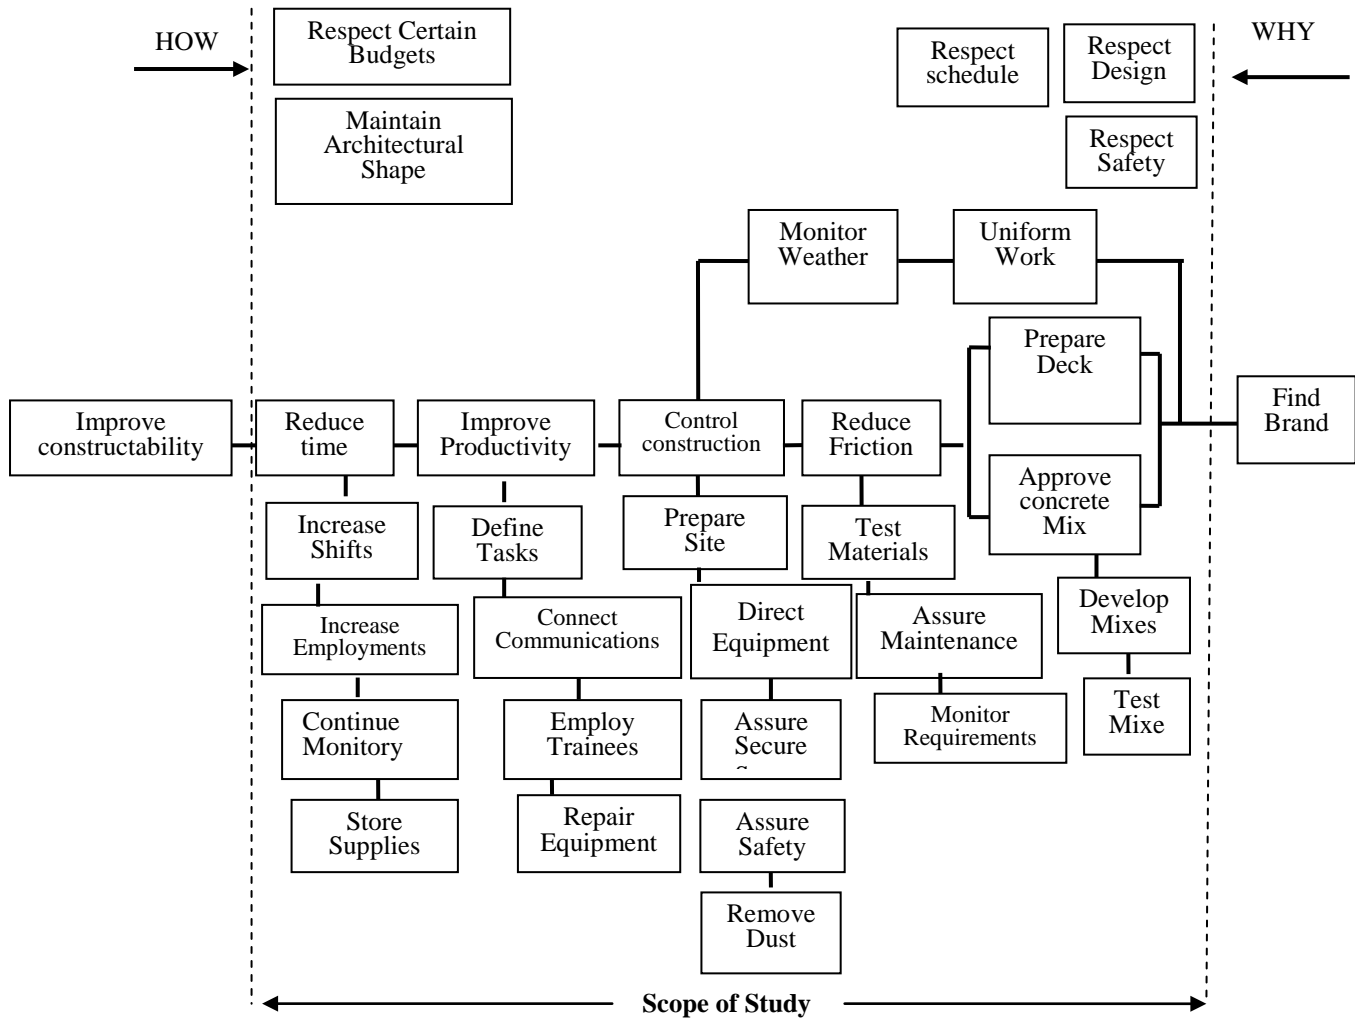 HOW
Respect Certain
Budgets
Maintain
Architectural
Shape
Respect
schedule
Respect
Design
Respect
Safety
WHY
Monitor
Weather
Uniform
Work
Prepare
Deck
Improve
constructability
Reduce
time
Improve
Productivity
Control
construction
Reduce
Friction
Approve
concrete
Mix
Find
Brand
Increase
Shifts
Define
Tasks
Prepare
Site
Test
Materials
Develop
Mixes
Increase
Employments
Connect
Communications
Direct
Equipment
Assure
Maintenance
Test
Mixe
Continue
Monitory
Employ
Trainees
Assure
Secure
Monitor
Requirements
Store
Supplies
Repair
Equipment
Assure
Safety
Remove
Dust
Scope of Study